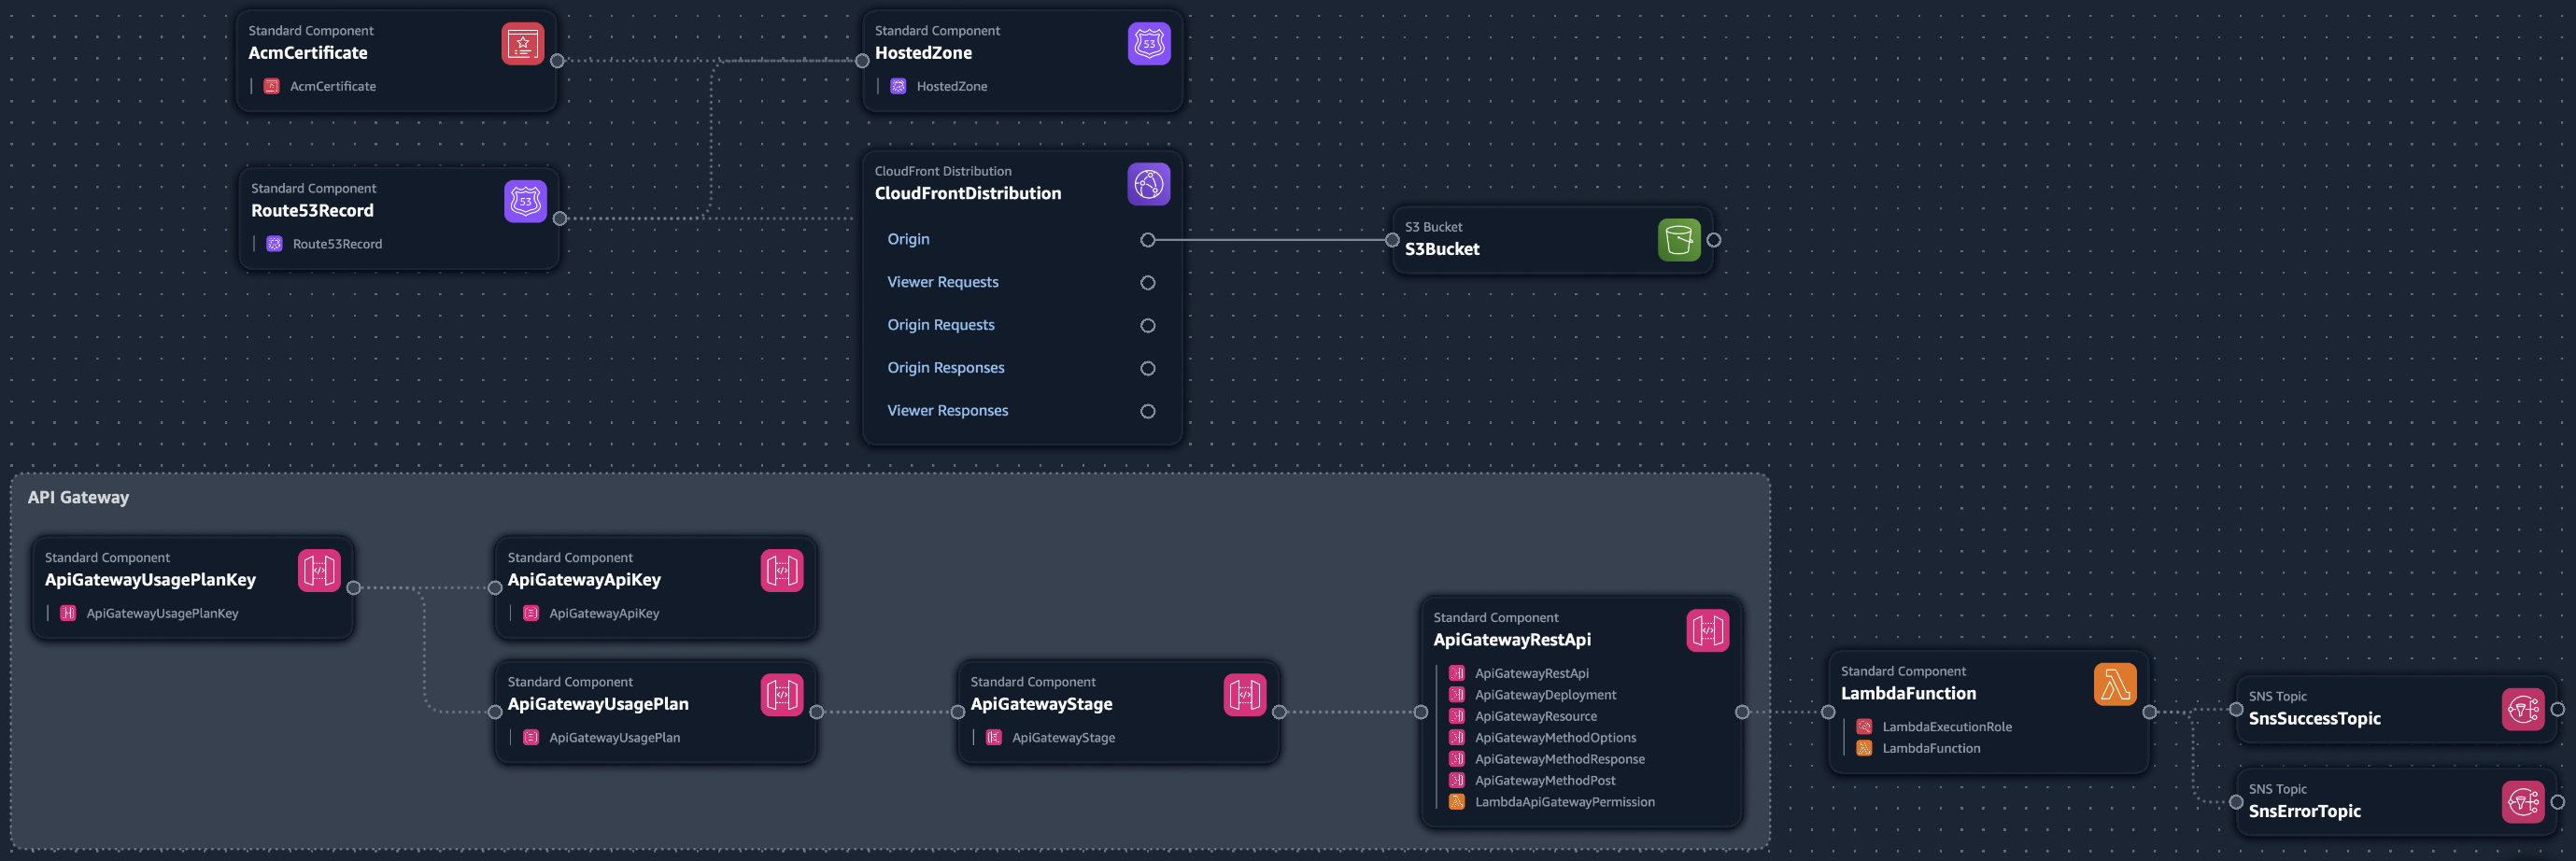 Standard Component
AcmCertificate
AcmCertificate
Standard Component
HostedZone
53
HostedZone
Standard Component
Route53Record
53
Route53Record
CloudFront Distribution
CloudFrontDistribution
Origin
Viewer Requests
Origin Requests
Origin Responses
Viewer Responses
S3 Bucket
S3Bucket
API Gateway
Standard Component
ApiGatewayUsagePlanKey
ApiGatewayUsagePlanKey
Standard Component
ApiGatewayApiKey
ApiGatewayApiKey
Standard Component
ApiGatewayUsagePlan
ApiGatewayUsagePlan
Standard Component
ApiGatewayStage
ApiGatewayStage
Standard Component
ApiGatewayRestApi
ApiGatewayRestApi
ApiGatewayDeployment
ApiGatewayResource
ApiGatewayMethodOptions
ApiGatewayMethodResponse
ApiGatewayMethodPost
LambdaApiGatewayPermission
Standard Component
LambdaFunction
LambdaExecutionRole
LambdaFunction
SNS Topic
SnsSuccessTopic
SNS Topic
SnsErrorTopic